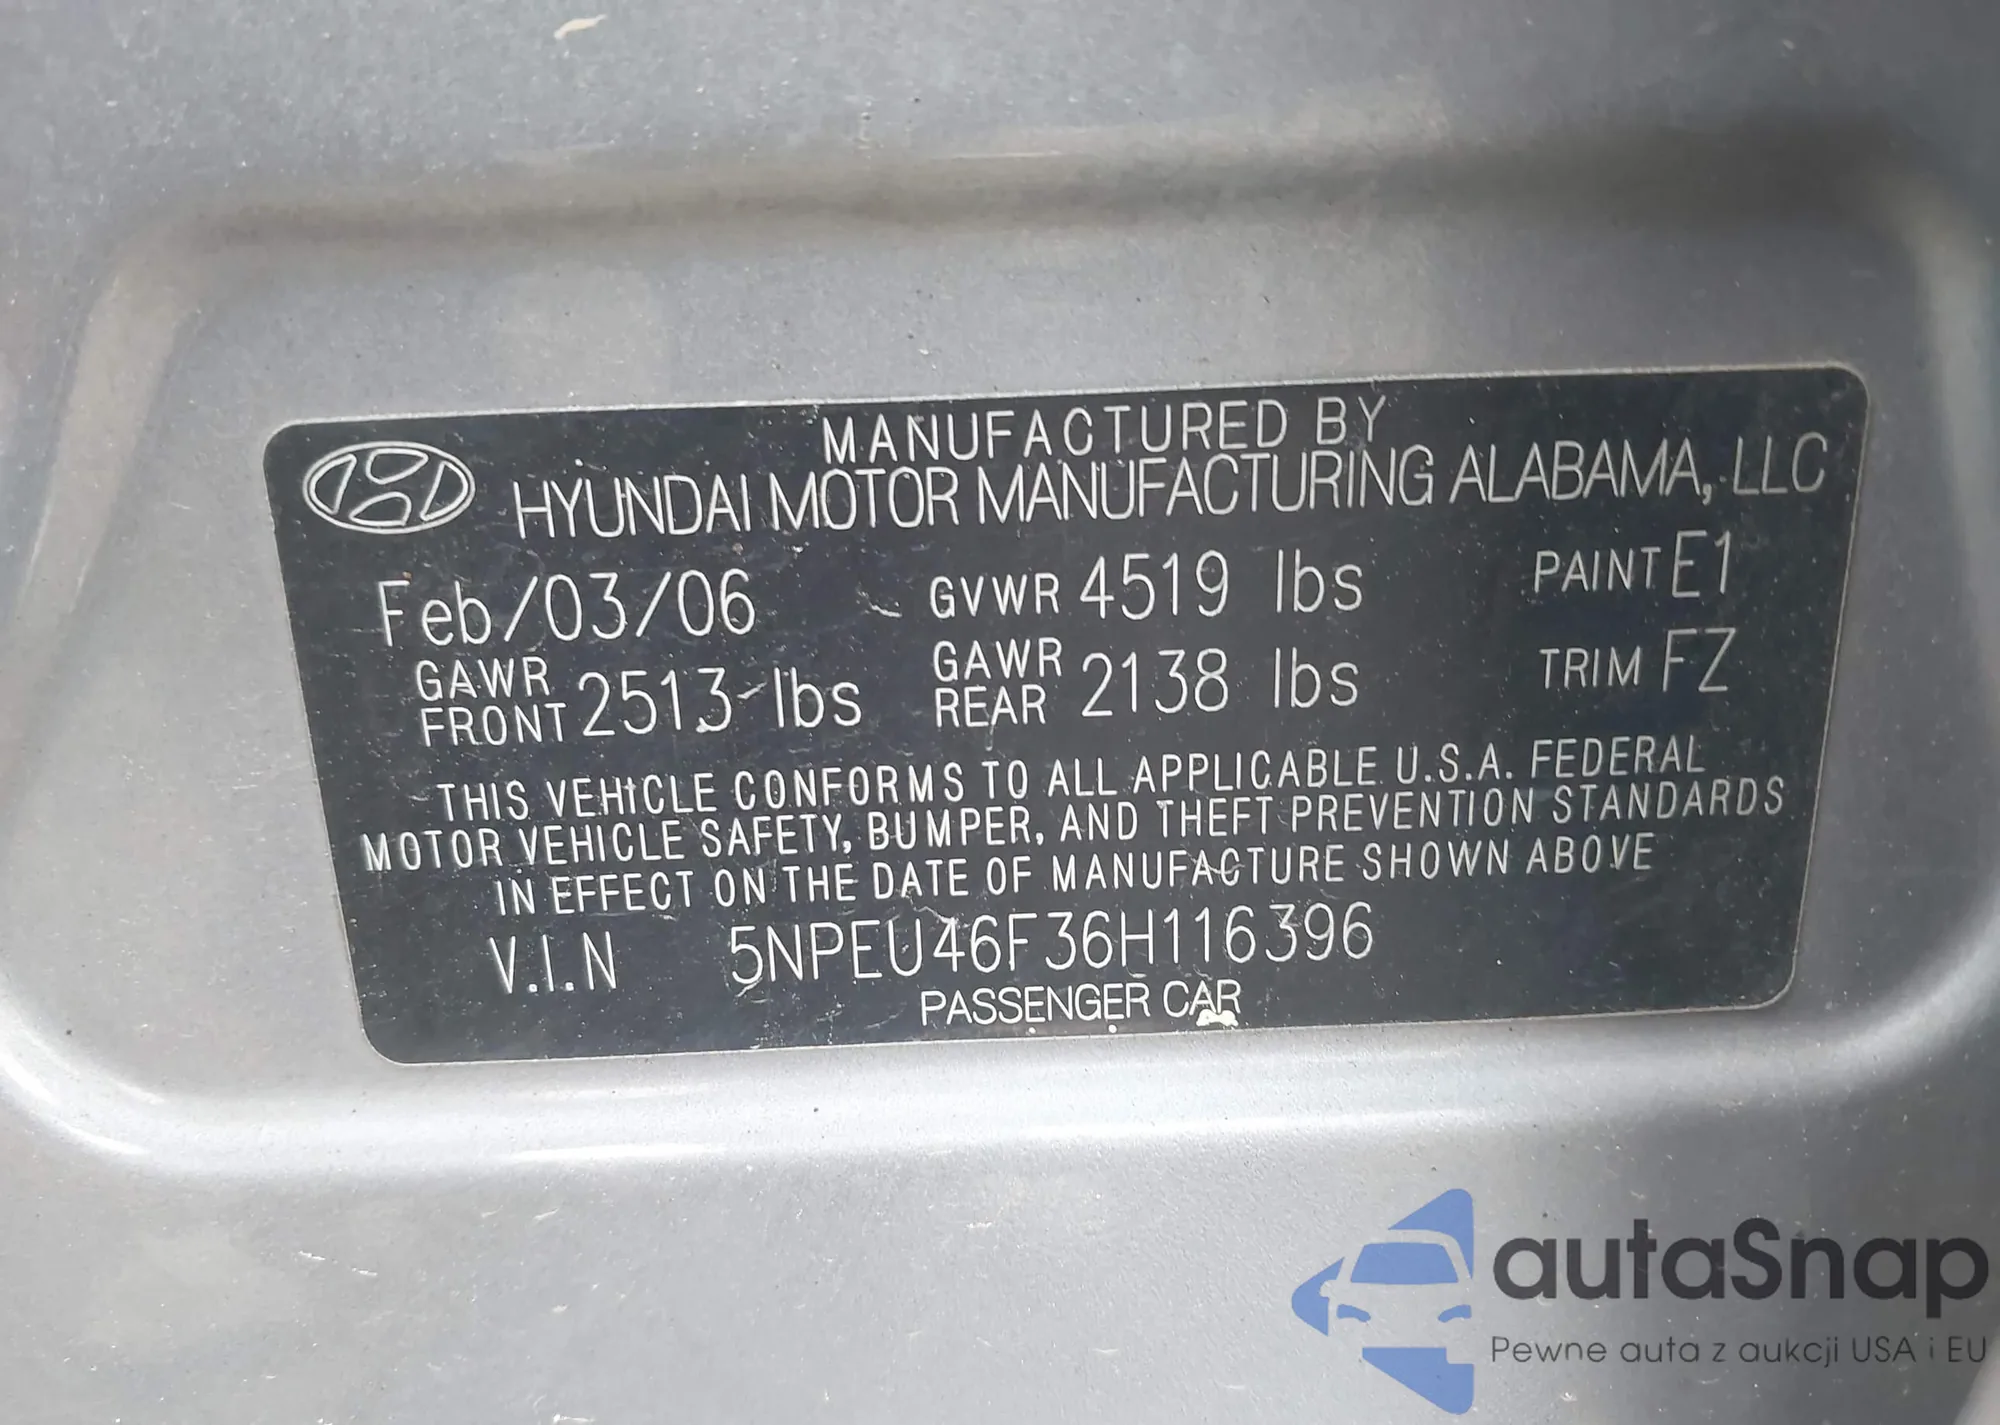 MANUFACTURED BY
HYUNDAI MOTOR MANUFACTURING ALABAMA, LLC
Feb/03/06 GVWR 4519 lbs PAINT E1
GAWR FRONT 2513 lbs GAWR REAR 2138 lbs TRIM FZ
THIS VEHICLE CONFORMS TO ALL APPLICABLE U.S.A. FEDERAL
MOTOR VEHICLE SAFETY, BUMPER, AND THEFT PREVENTION STANDARDS
IN EFFECT ON THE DATE OF MANUFACTURE SHOWN ABOVE
V.I.N 5NPEU46F36H116396
PASSENGER CAR
autaSnap
Pewne auta z aukcji USA i EU